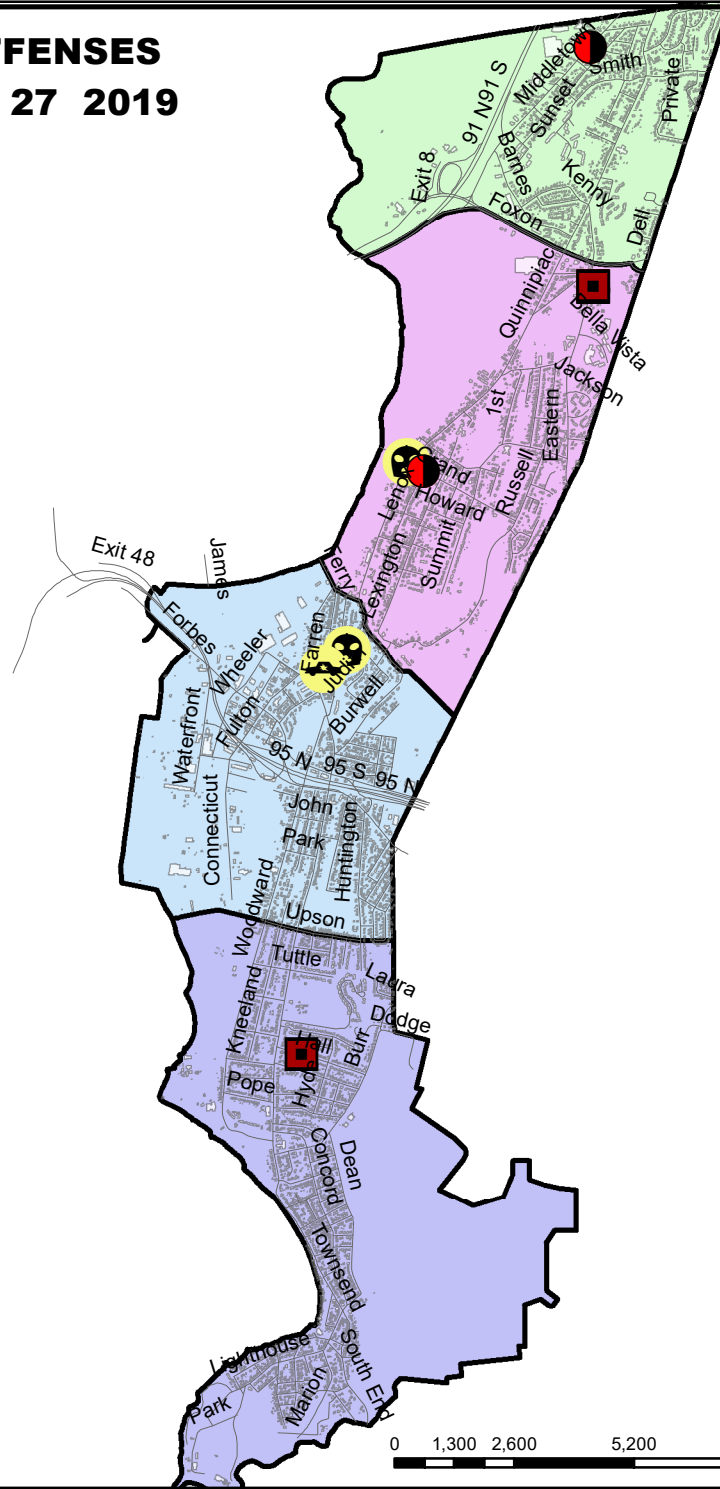 FFENSES
27 2019
Middletown
Smith
Private
91 N
91 S
Sunset
Barnes
Exit 8
Kenny
Foxon
Dell
Quinnipiac
Bella Vista
Jackson
1st
Eastern
Grand
Russell
Howard
Summit
Lexington
Exit 48
James
Ferry
Forbes
Farren
Wheeler
Judith
Fulton
Burwell
Waterfront
95 N
95 S
95 N
Connecticut
John
Park
Huntington
Woodward
Upson
Tuttle
Laura
Kneeland
Dodge
Hall
Burr
Pope
Hyde
Concord
Dean
Townsend
Lighthouse
South End
Marion
Park
0 1,300 2,600 5,200